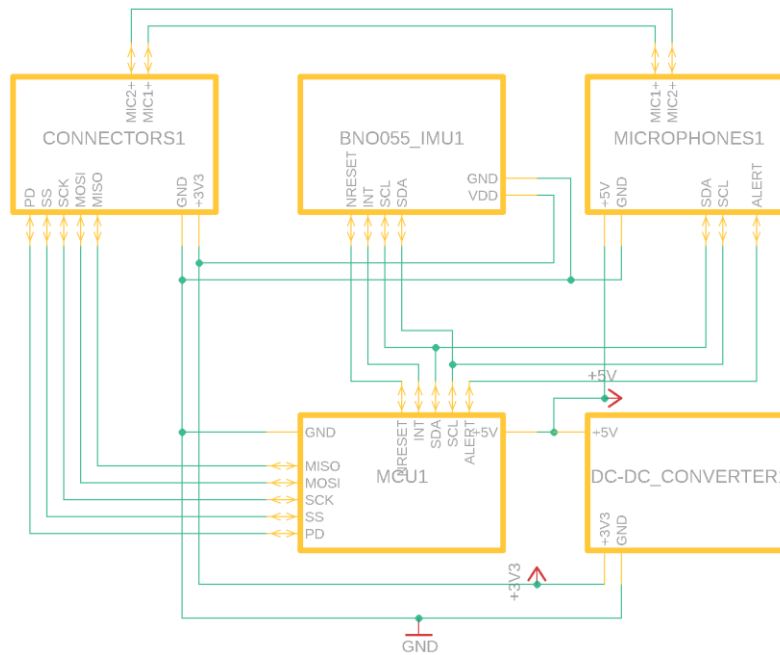 MIC2+
MIC1+
CONNECTORS1
PD
SS
SCK
MOSI
MISO
GND
+3V3
BNO055_IMU1
NRESET
INT
SCL
SDA
GND
VDD
MIC1+
MIC2+
MICROPHONES1
+5V
GND
SDA
SCL
ALERT
+5V
GND
NRESET
INT
SDA
SCL
ALERT
+5V
MCU1
MISO
MOSI
SCK
SS
PD
+5V
DC-DC_CONVERTER1
+3V3
GND
+3V3
GND